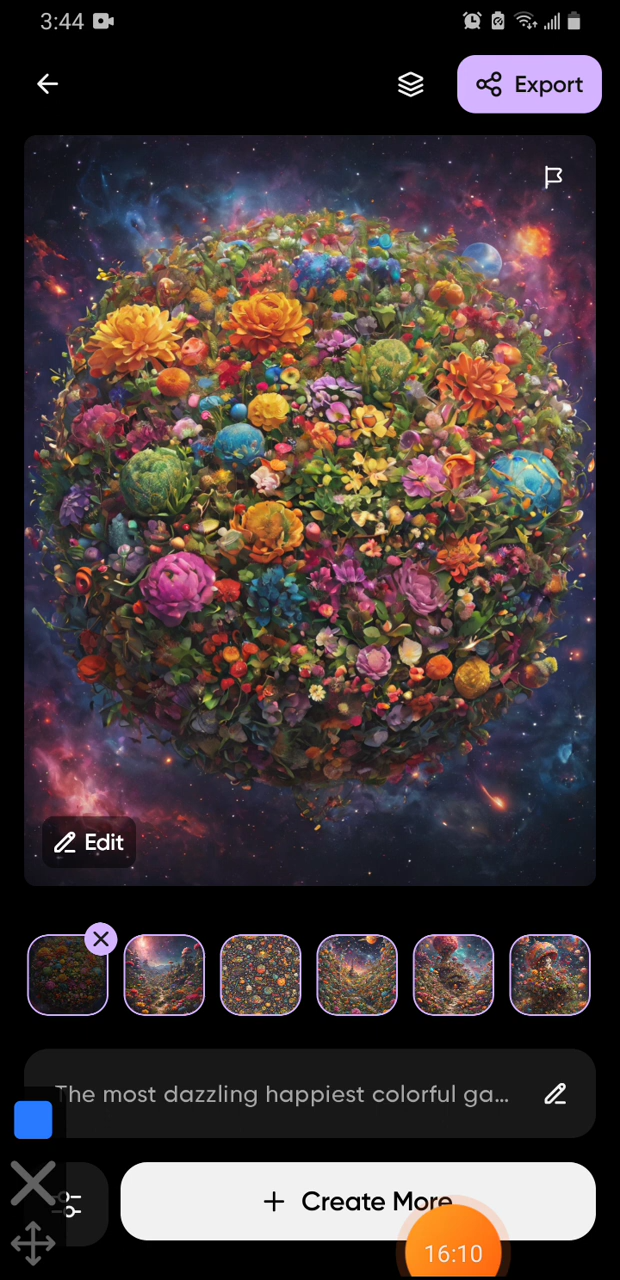 3:44
Export
Edit
The most dazzling happiest colorful ga...
+ Create More
16:10